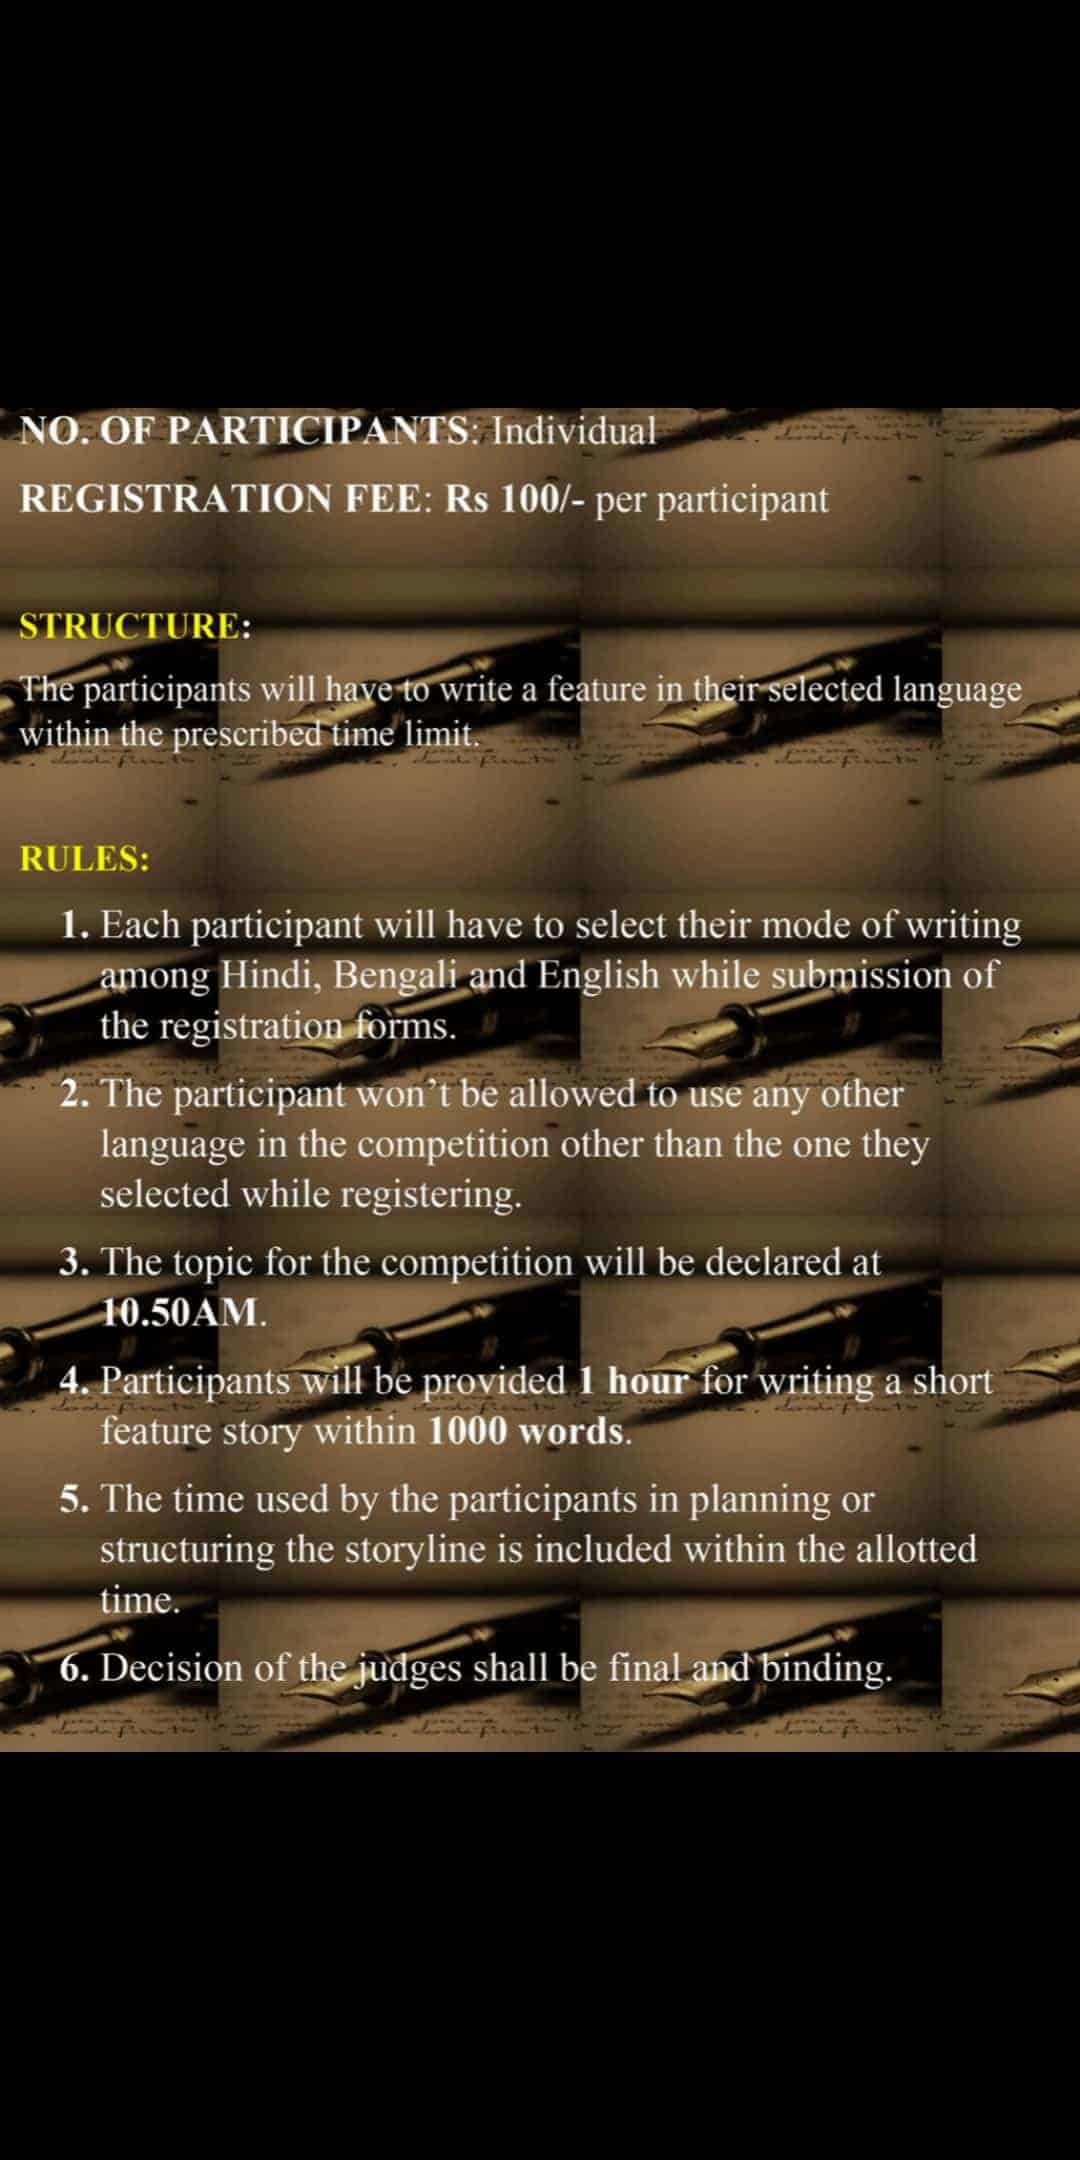 NO. OF PARTICIPANTS: Individual
REGISTRATION FEE: Rs 100/- per participant
STRUCTURE:
The participants will have to write a feature in their selected language
within the prescribed time limit.
RULES:
1. Each participant will have to select their mode of writing
among Hindi, Bengali and English while submission of
the registration forms.
2. The participant won’t be allowed to use any other
language in the competition other than the one they
selected while registering.
3. The topic for the competition will be declared at
10.50AM.
4. Participants will be provided 1 hour for writing a short
feature story within 1000 words.
5. The time used by the participants in planning or
structuring the storyline is included within the allotted
time.
6. Decision of the judges shall be final and binding.